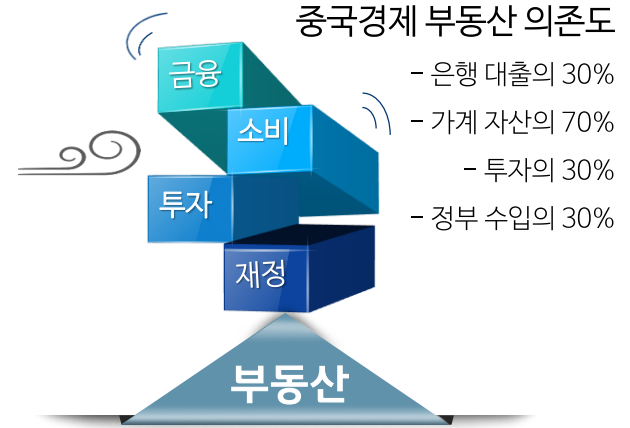 중국경제 부동산 의존도
- 은행 대출의 30%
- 가계 자산의 70%
- 투자의 30%
- 정부 수입의 30%
금융
소비
투자
재정
부동산